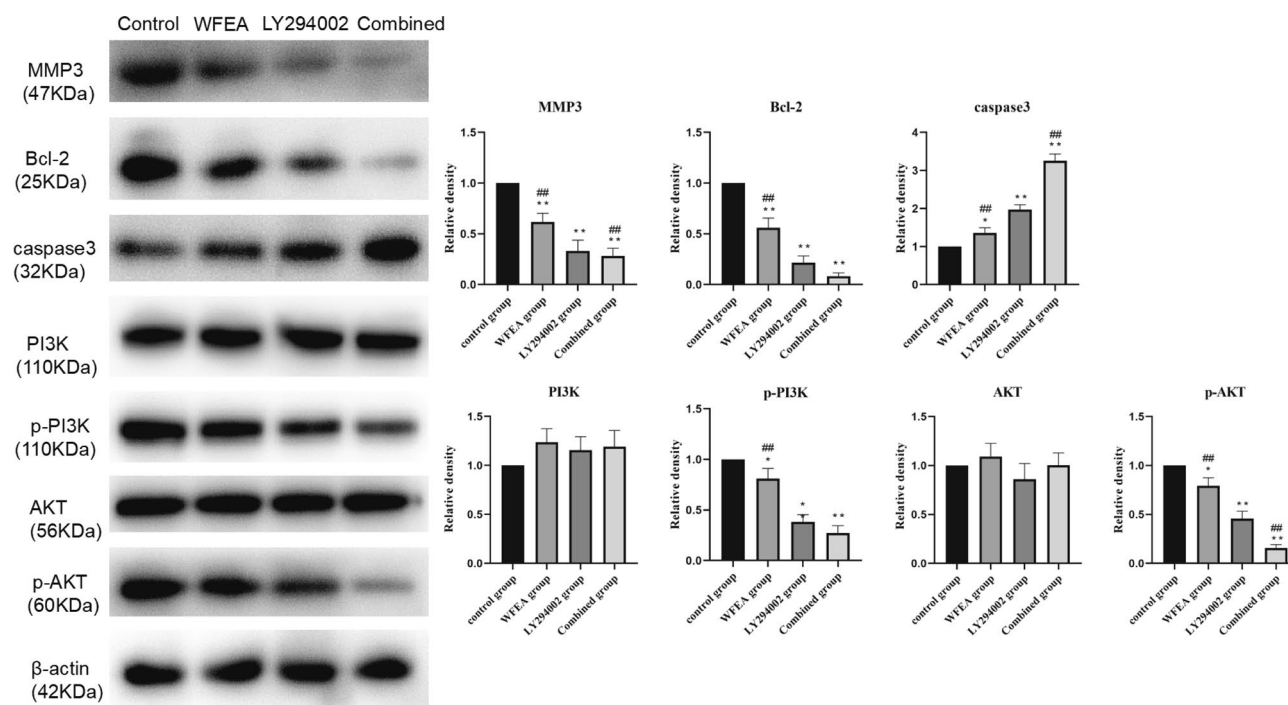 Control WFEA LY294002 Combined
MMP3
(47KDa)
Bcl-2
(25KDa)
caspase3
(32KDa)
PI3K
(110KDa)
p-PI3K
(110KDa)
AKT
(56KDa)
p-AKT
(60KDa)
β-actin
(42KDa)
MMP3
Relative density
1.5
1.0
0.5
0.0
##
**
**
##
**
control group
WFEA group
LY294002 group
Combined group
Bcl-2
Relative density
1.5
1.0
0.5
0.0
##
**
**
**
control group
WFEA group
LY294002 group
Combined group
caspase3
Relative density
4
2
1
0
##
*
**
##
**
control group
WFEA group
LY294002 group
Combined group
PI3K
Relative density
1.5
1.0
0.5
0.0
control group
WFEA group
LY294002 group
Combined group
p-PI3K
Relative density
1.5
1.0
0.5
0.0
##
*
*
*
**
control group
WFEA group
LY294002 group
Combined group
AKT
Relative density
1.5
1.0
0.5
0.0
control group
WFEA group
LY294002 group
Combined group
p-AKT
Relative density
1.5
1.0
0.5
0.0
##
*
**
##
**
control group
WFEA group
LY294002 group
Combined group